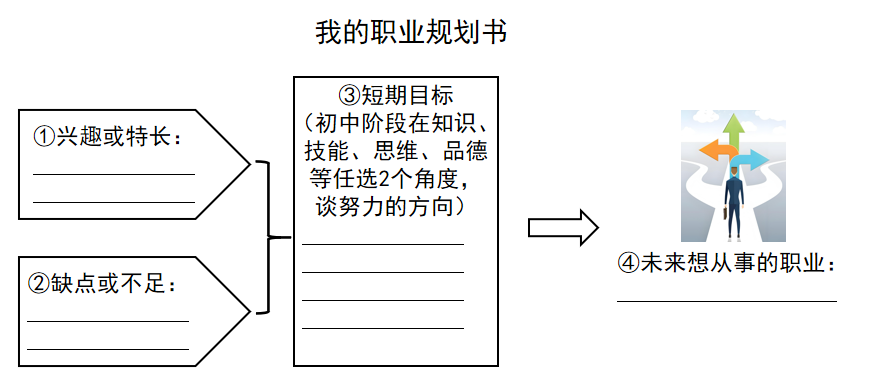 我的职业规划书
①兴趣或特长：
②缺点或不足：
③短期目标
（初中阶段在知识、
技能、思维、品德
等任选2个角度，
谈努力的方向）
④未来想从事的职业：